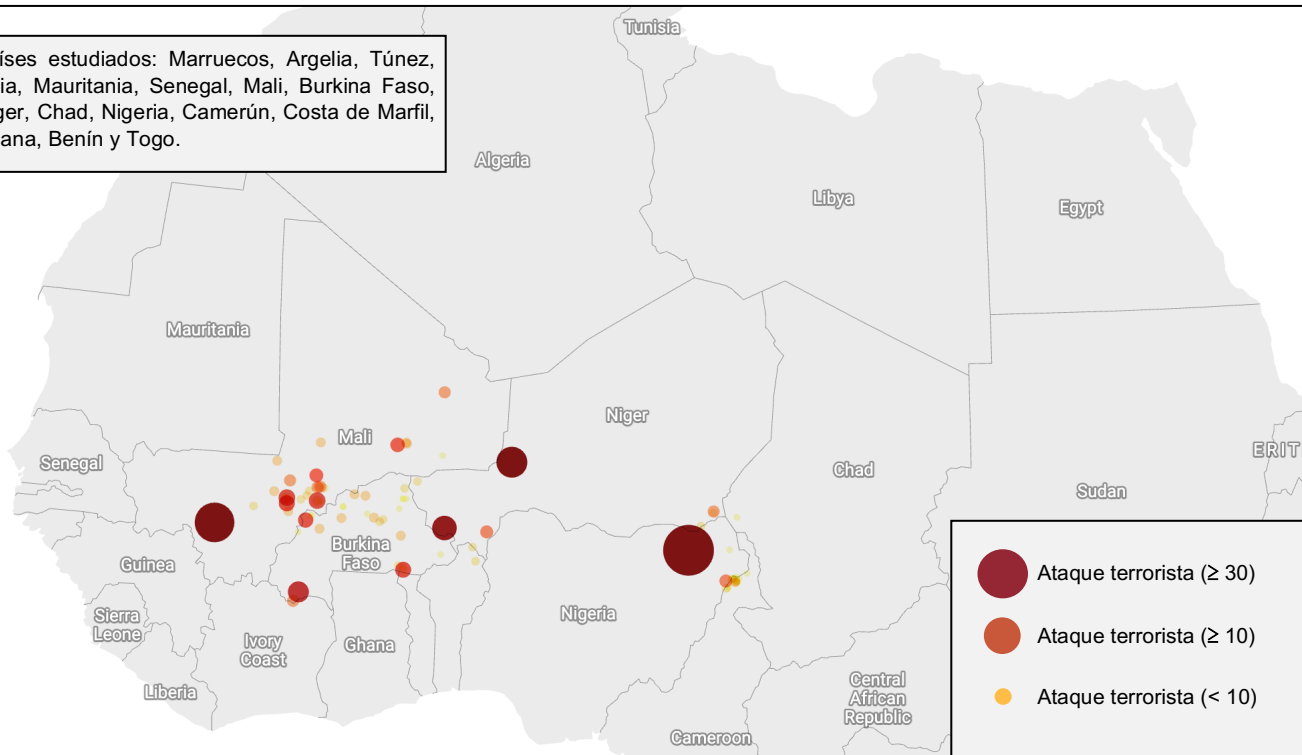 Tunisia
íses estudiados: Marruecos, Argelia, Túnez,
ia, Mauritania, Senegal, Mali, Burkina Faso,
ger, Chad, Nigeria, Camerún, Costa de Marfil,
ana, Benín y Togo.
Algeria
Libya
Egypt
Mauritania
Niger
Mali
Senegal
Chad
ERIT
Sudan
Burkina
Faso
Guinea
Nigeria
Sierra
Leone
Ivory
Coast
Ghana
Liberia
Central
African
Republic
Cameroon
Ataque terrorista (≥ 30)
Ataque terrorista (≥ 10)
Ataque terrorista (< 10)